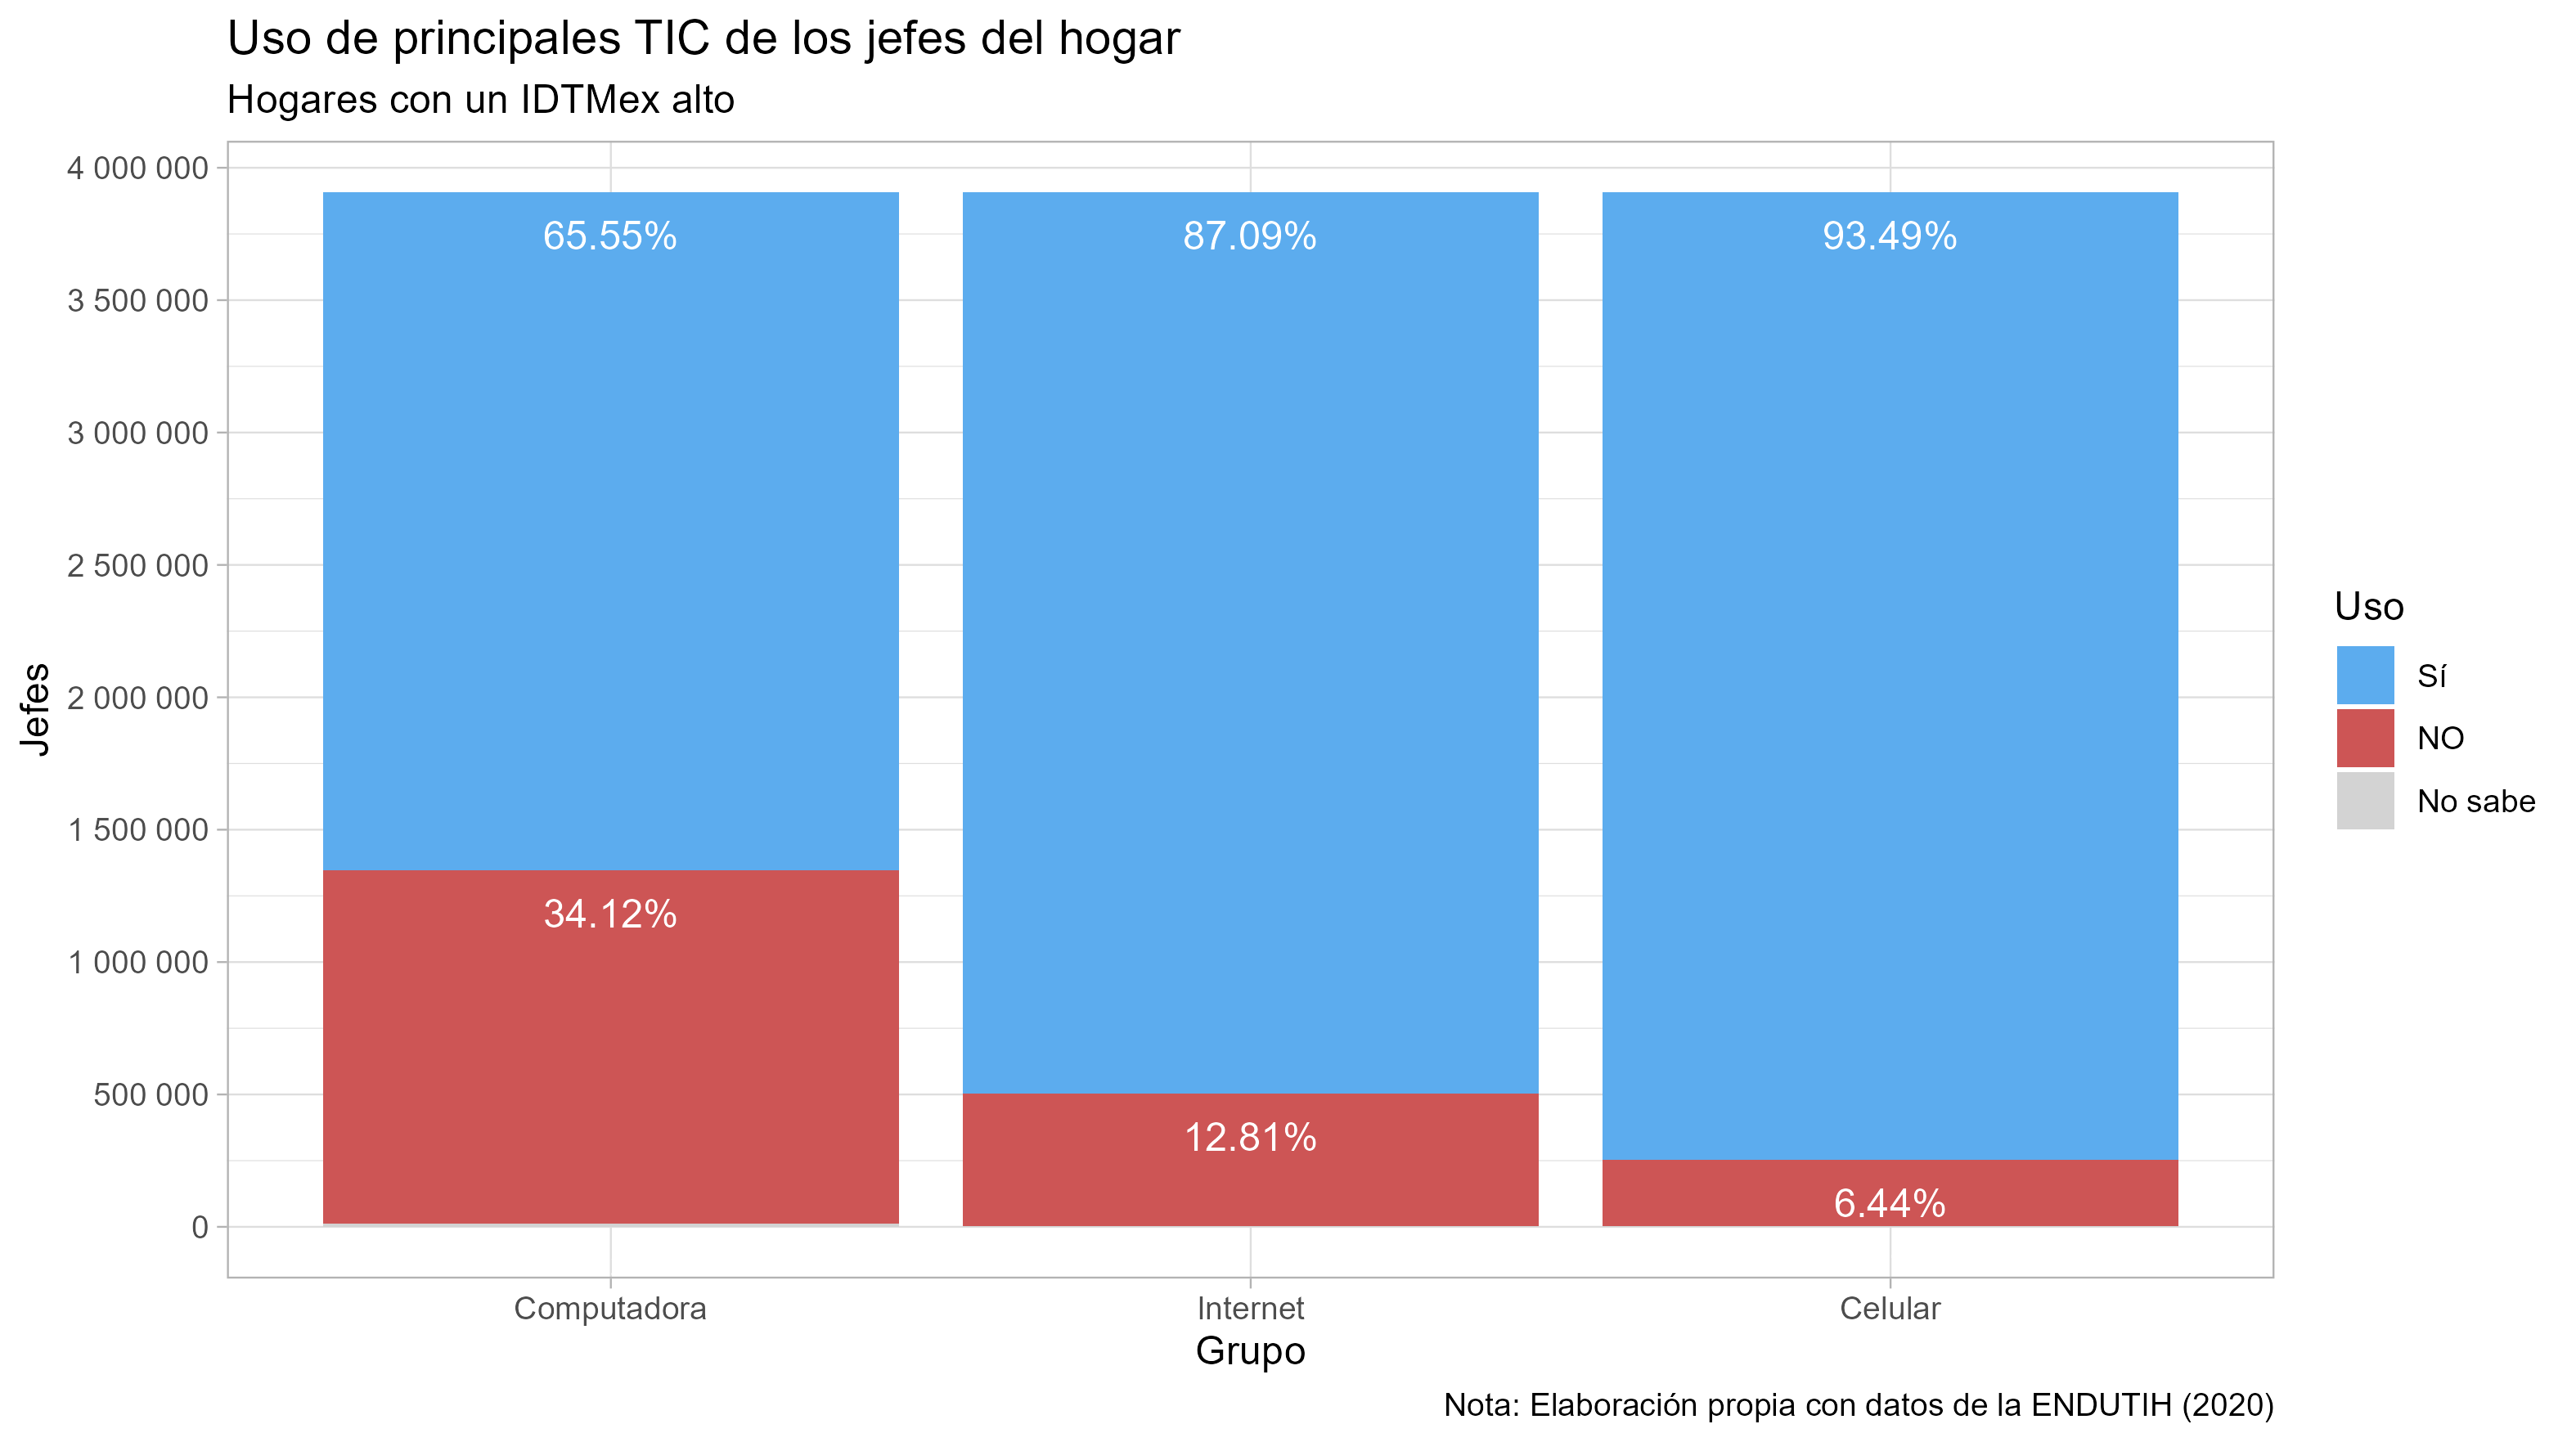 Uso de principales TIC de los jefes del hogar
Hogares con un IDTMex alto
Jefes
4 000 000
3 500 000
3 000 000
2 500 000
2 000 000
1 500 000
1 000 000
500 000
0
65.55%
87.09%
93.49%
34.12%
12.81%
6.44%
Computadora
Internet
Celular
Grupo
Uso
Sí
NO
No sabe
Nota: Elaboración propia con datos de la ENDUTIH (2020)